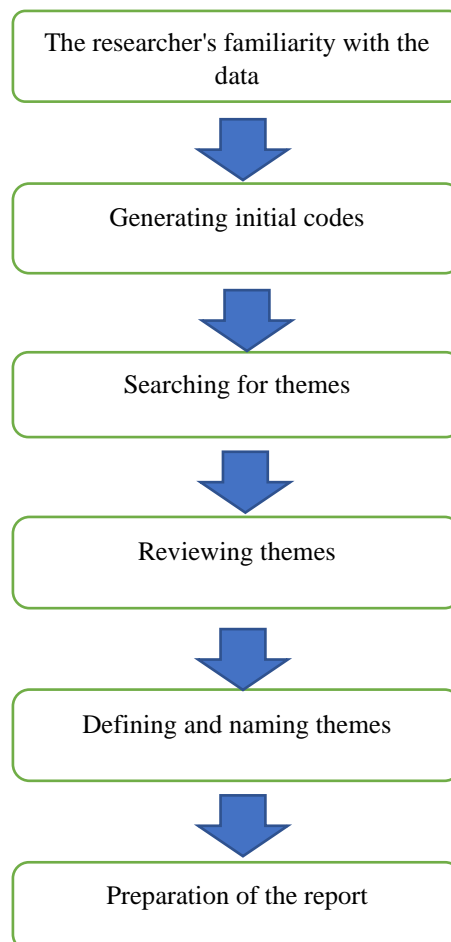 The researcher's familiarity with the
data
Generating initial codes
Searching for themes
Reviewing themes
Defining and naming themes
Preparation of the report